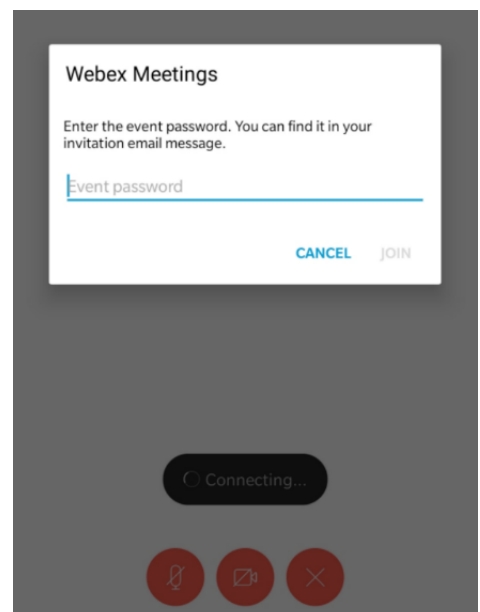 Webex Meetings
Enter the event password. You can find it in your
invitation email message.
Event password
CANCEL JOIN
Connecting...